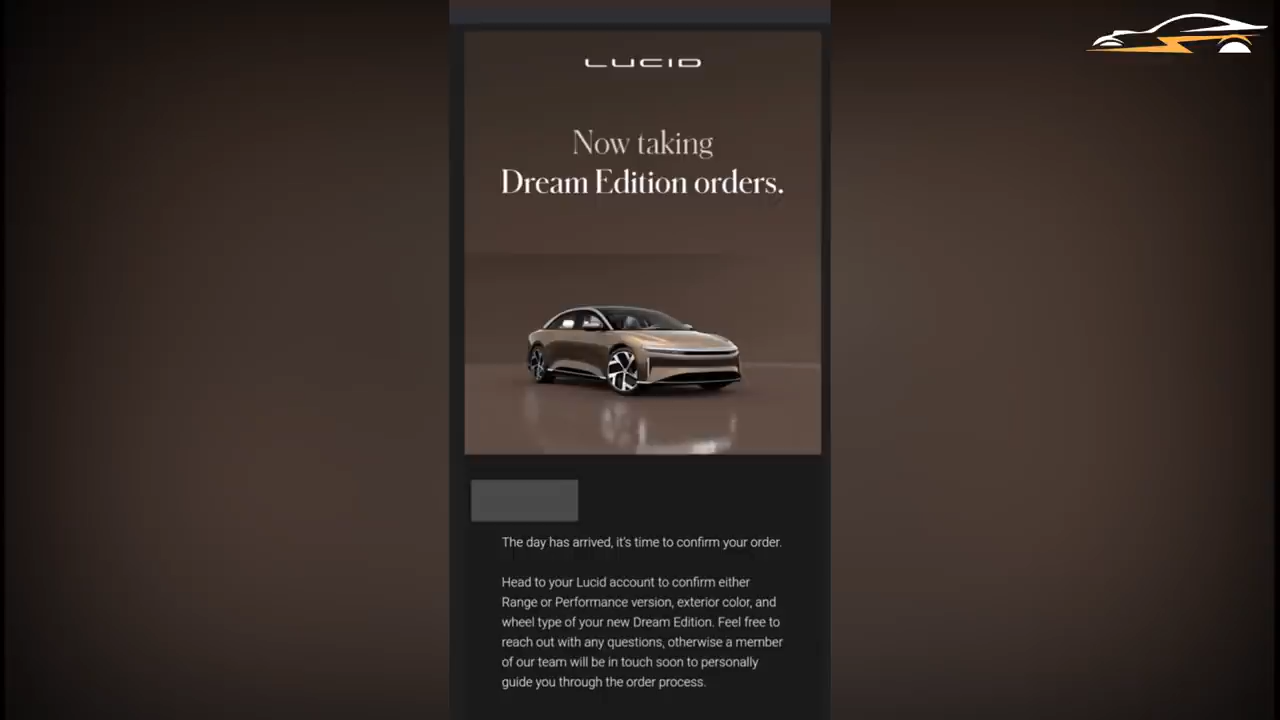 LUCID
Now taking
Dream Edition orders.
The day has arrived, it's time to confirm your order.
Head to your Lucid account to confirm either
Range or Performance version, exterior color, and
wheel type of your new Dream Edition. Feel free to
reach out with any questions, otherwise a member
of our team will be in touch soon to personally
guide you through the order process.